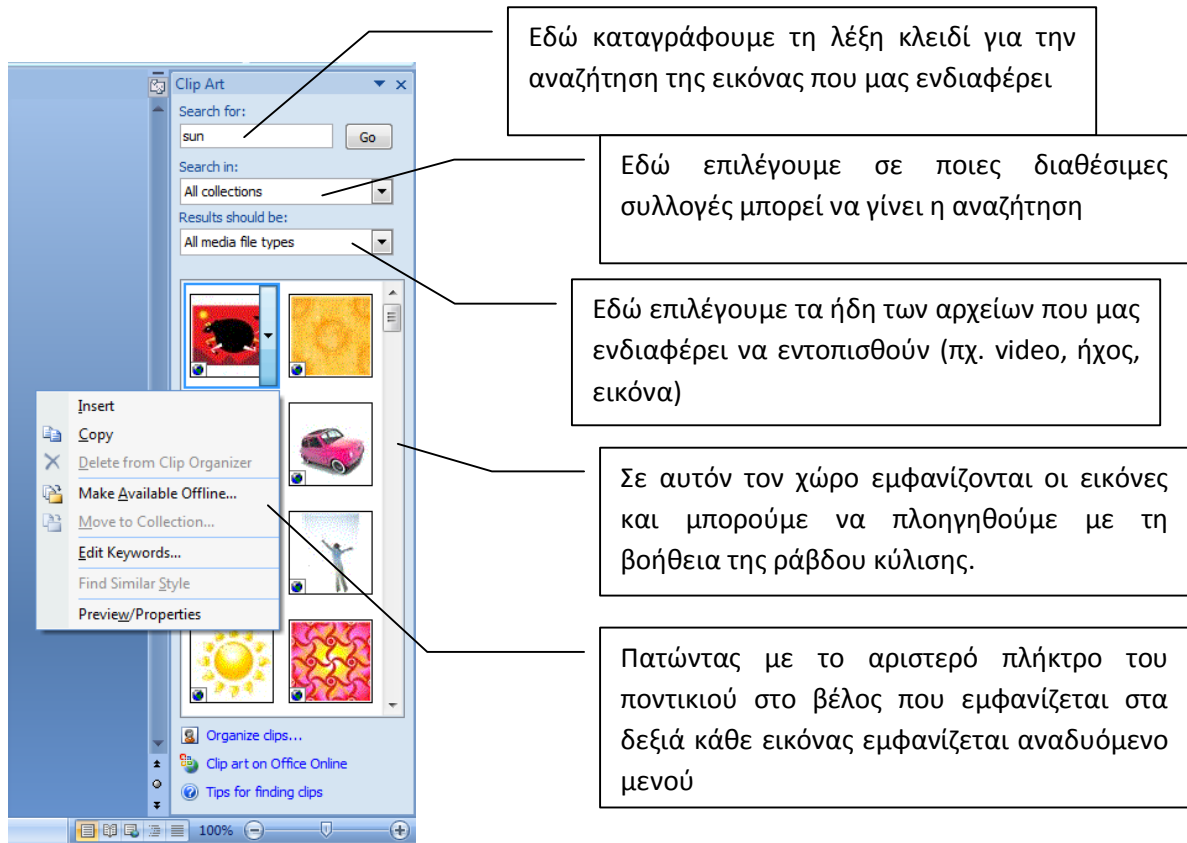 Εδώ καταγράφουμε τη λέξη κλειδί για την
αναζήτηση της εικόνας που μας ενδιαφέρει
Clip Art
Search for:
sun
Go
Search in:
All collections
Results should be:
All media file types
Εδώ επιλέγουμε σε ποιες διαθέσιμες
συλλογές μπορεί να γίνει η αναζήτηση
Εδώ επιλέγουμε τα ήδη των αρχείων που μας
ενδιαφέρει να εντοπισθούν (πχ. video, ήχος,
εικόνα)
Insert
Copy
Delete from Clip Organizer
Make Available Offline...
Move to Collection...
Edit Keywords...
Find Similar Style
Preview/Properties
Σε αυτόν τον χώρο εμφανίζονται οι εικόνες
και μπορούμε να πλοηγηθούμε με τη
βοήθεια της ράβδου κύλισης.
Πατώντας με το αριστερό πλήκτρο του
ποντικιού στο βέλος που εμφανίζεται στα
δεξιά κάθε εικόνας εμφανίζεται αναδυόμενο
μενού
Organize clips...
Clip art on Office Online
Tips for finding clips
100%